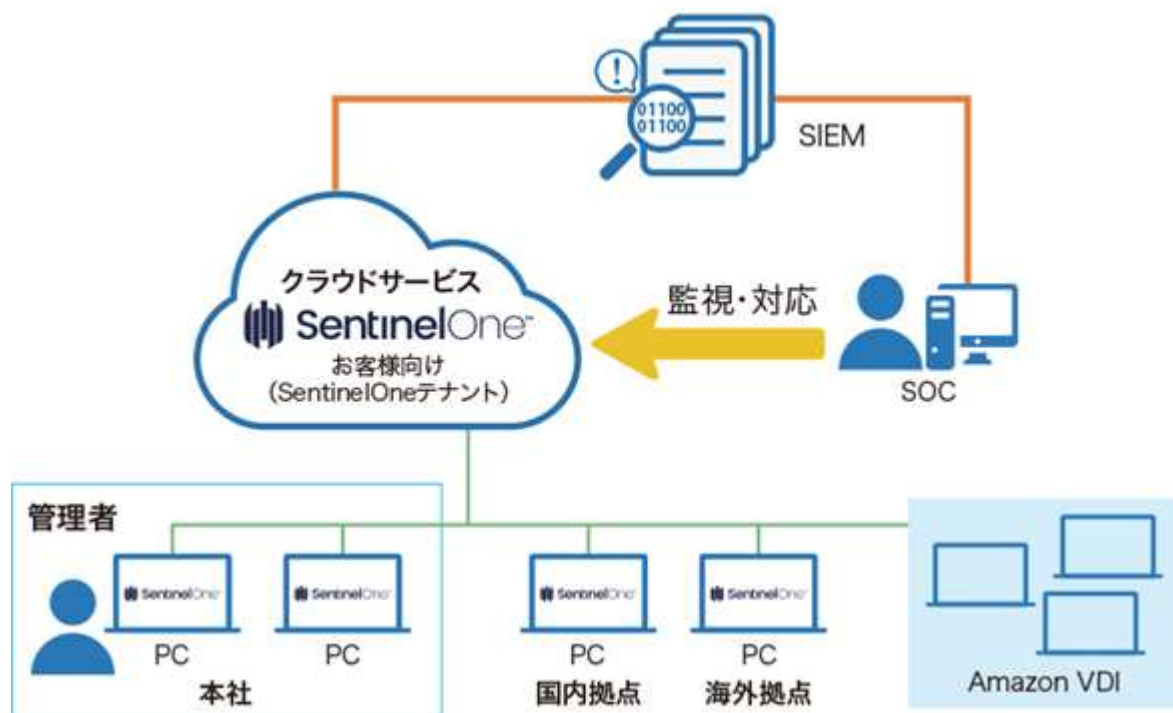 01100
01100
SIEM
クラウドサービス
SentinelOne™
お客様向け
（SentinelOneテナント）
監視・対応
SOC
管理者
SentinelOne
SentinelOne
SentinelOne
SentinelOne
PC
PC
PC
PC
本社
国内拠点
海外拠点
Amazon VDI